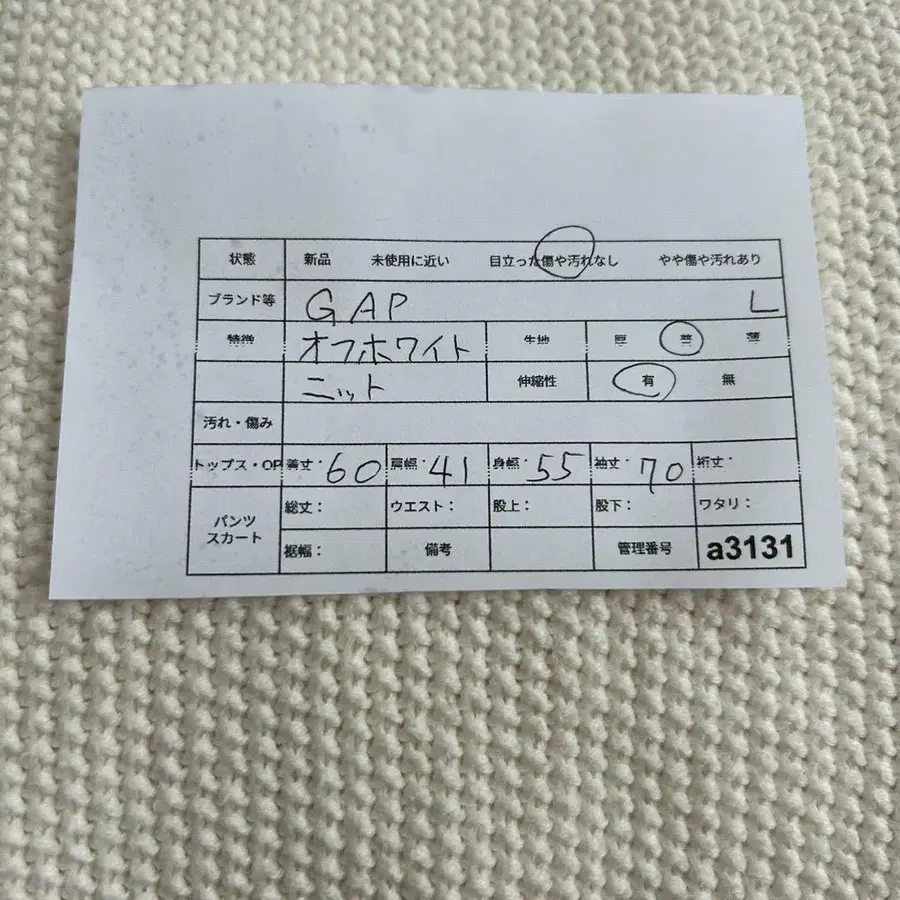 状態 新品 未使用に近い 目立った傷や汚れなし やや傷や汚れあり
ブランド等 GAP L
特徴 オフホワイト 生地 厚 普 薄
ニット 伸縮性 有 無
汚れ・傷み
トップス・OP 着丈: 60 肩幅: 41 身幅: 55 袖丈: 70 裄丈:
パンツ スカート 総丈: ウエスト: 股上: 股下: ワタリ:
裾幅: 備考 管理番号 a3131